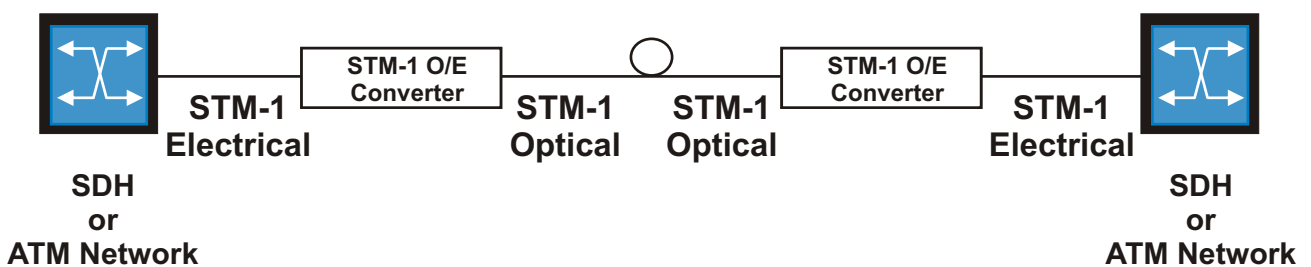 STM-1 O/E
Converter
STM-1 O/E
Converter
STM-1
Electrical
STM-1
Optical
STM-1
Optical
STM-1
Electrical
SDH
or
ATM Network
SDH
or
ATM Network